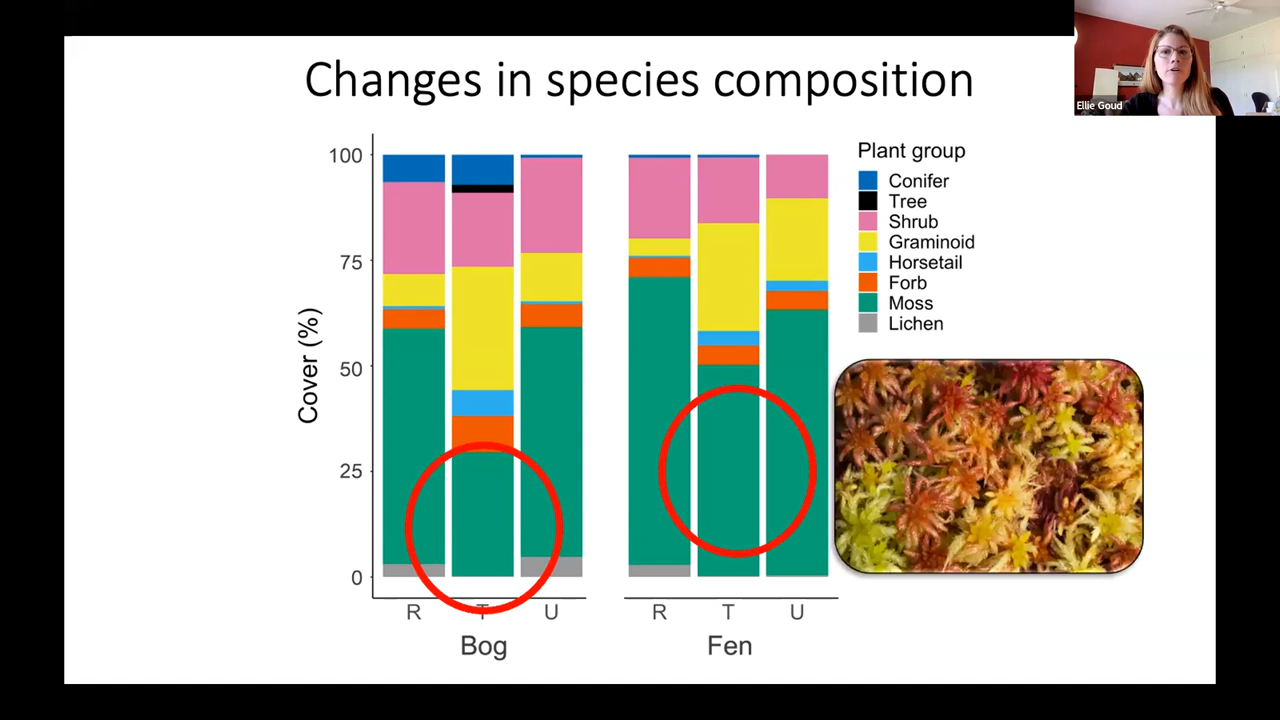 Changes in species composition
Ellie Goud
Plant group
Conifer
Tree
Shrub
Graminoid
Horsetail
Forb
Moss
Lichen
Cover (%)
100
75
50
25
0
R T U
R T U
Bog
Fen